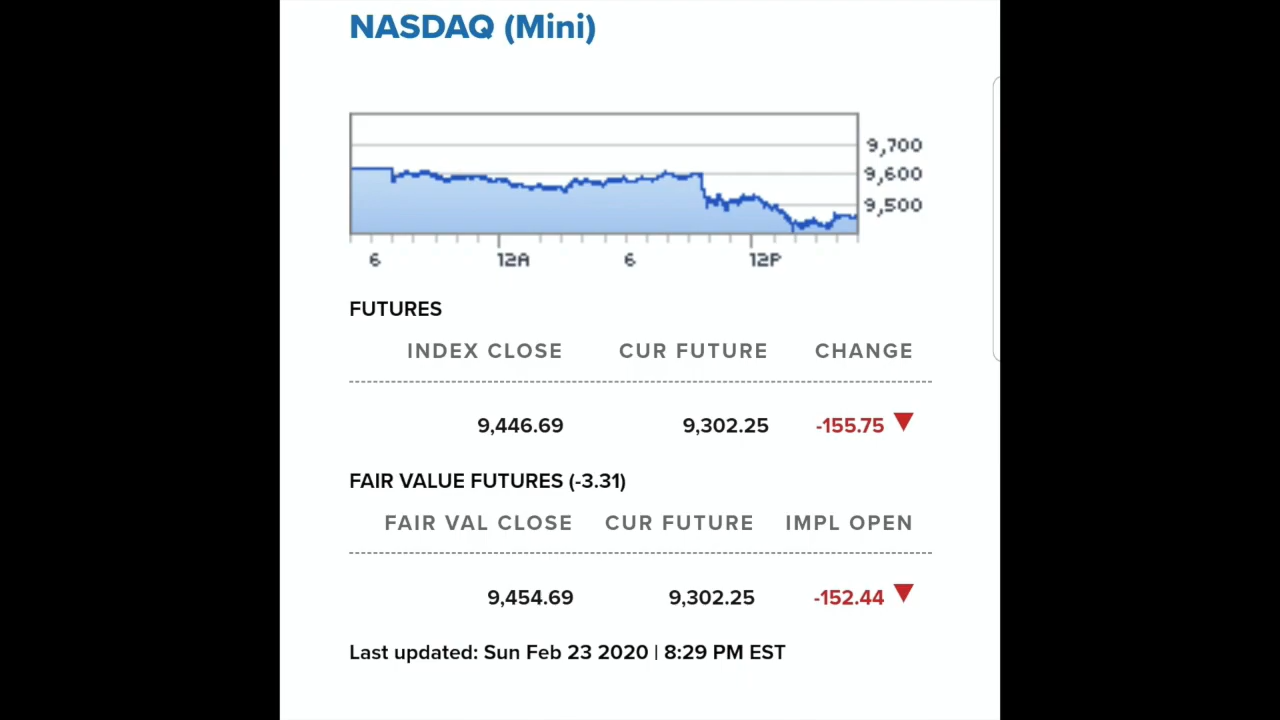 NASDAQ (Mini)
9,700
9,600
9,500
6 12A 6 12P
FUTURES
INDEX CLOSE CUR FUTURE CHANGE
9,446.69 9,302.25 -155.75
FAIR VALUE FUTURES (-3.31)
FAIR VAL CLOSE CUR FUTURE IMPL OPEN
9,454.69 9,302.25 -152.44
Last updated: Sun Feb 23 2020 | 8:29 PM EST